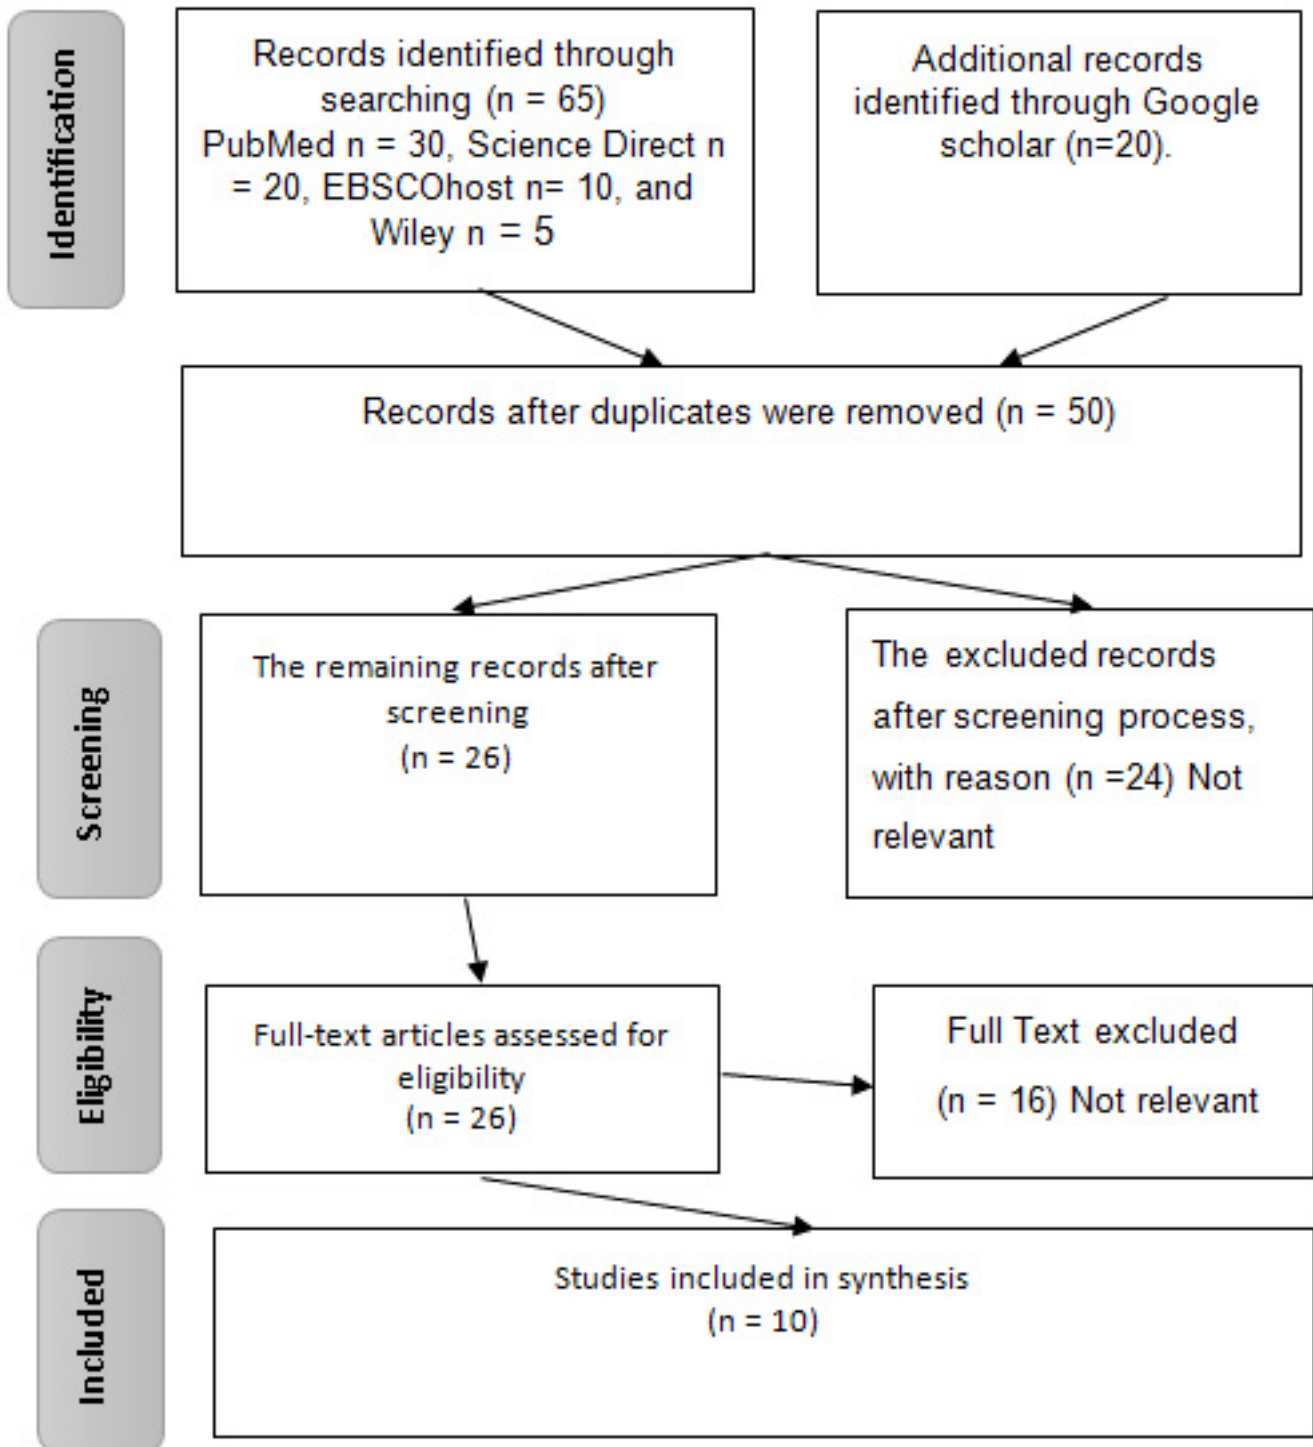 Identification
Records identified through
searching (n = 65)
PubMed n = 30, Science Direct n
= 20, EBSCOhost n= 10, and
Wiley n = 5
Additional records
identified through Google
scholar (n=20).
Records after duplicates were removed (n = 50)
Screening
The remaining records after
screening
(n = 26)
The excluded records
after screening process,
with reason (n =24) Not
relevant
Eligibility
Full-text articles assessed for
eligibility
(n = 26)
Full Text excluded
(n = 16) Not relevant
Included
Studies included in synthesis
(n = 10)